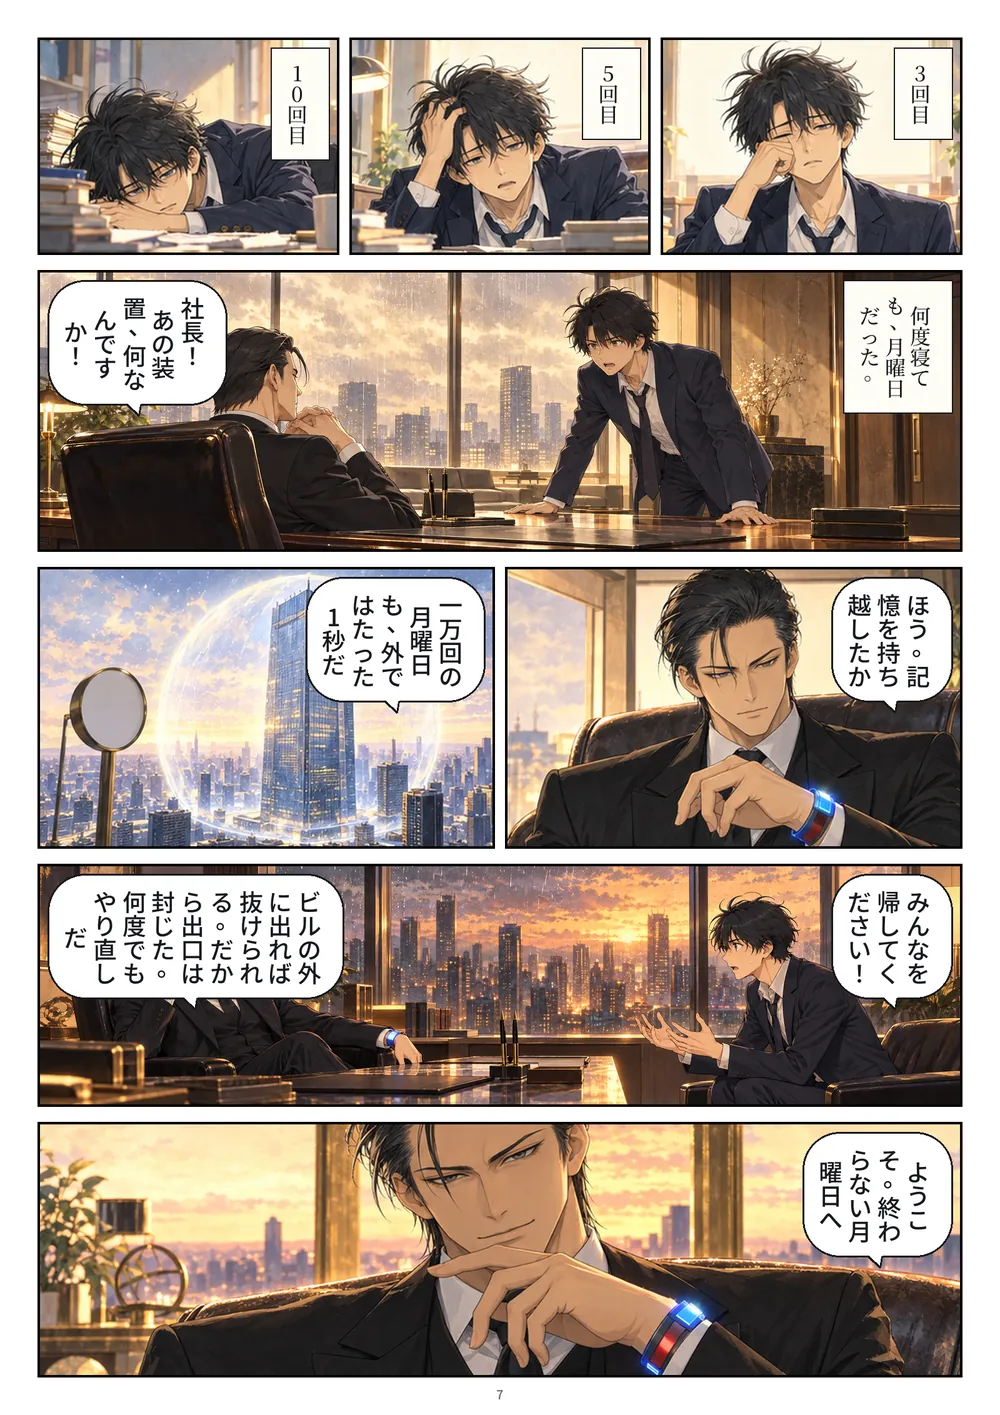 3回目
5回目
10回目
何度寝て
も、月曜日
だった。
社長！
あの装
置、何な
んです
か！
ほう。記
憶を持ち
越したか
一万回の
月曜日
も、外で
はたった
1秒だ
みんなを
帰してく
ださい！
ビルの外
に出れば
抜けられ
る。だか
ら出口は
封じた。
何度でも
やり直し
だ
ようこ
そ。終わ
らない月
曜日へ
7